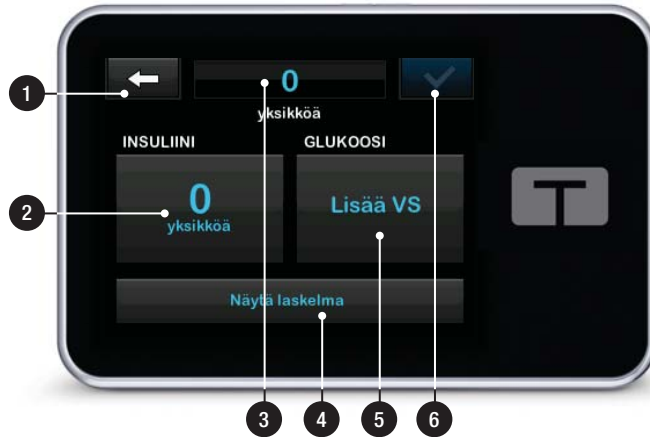 0
yksikköä
INSULIINI GLUKOOSI
0
yksikköä
Lisää VS
Näytä laskelma
T
1
2
3
4
5
6